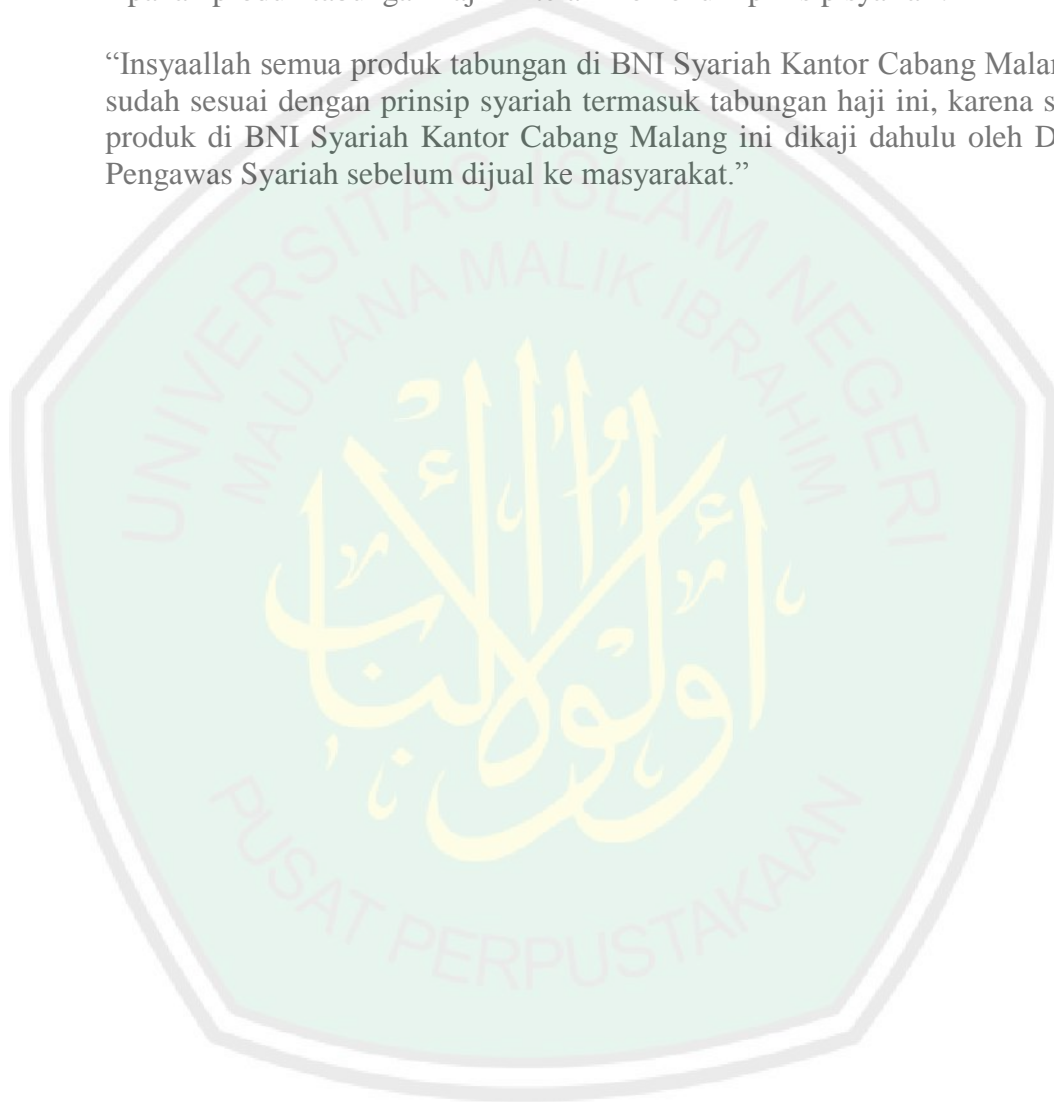 “Insyaallah semua produk tabungan di BNI Syariah Kantor Cabang
sudah sesuai dengan prinsip syariah termasuk tabungan haji ini, karena
produk di BNI Syariah Kantor Cabang Malang ini dikaji dahulu oleh
Pengawas Syariah sebelum dijual ke masyarakat.”
UNIVERSITAS ISLAM NEGERI
MAULANA MALIK IBRAHIM
أولوا الألباب
PUSAT PERPUSTAKAAN